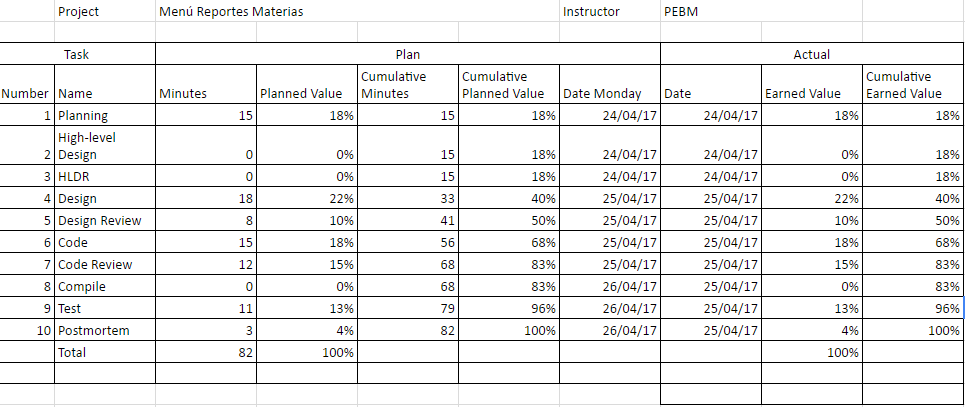 Project Menú Reportes Materias Instructor PEBM
Task Plan Actual
Number Name Minutes Planned Value Cumulative Minutes Cumulative Planned Value Date Monday Date Earned Value Cumulative Earned Value
1 Planning 15 18% 15 18% 24/04/17 24/04/17 18% 18%
2 High-level Design 0 0% 15 18% 24/04/17 24/04/17 0% 18%
3 HLDR 0 0% 15 18% 24/04/17 24/04/17 0% 18%
4 Design 18 22% 33 40% 25/04/17 25/04/17 22% 40%
5 Design Review 8 10% 41 50% 25/04/17 25/04/17 10% 50%
6 Code 15 18% 56 68% 25/04/17 25/04/17 18% 68%
7 Code Review 12 15% 68 83% 25/04/17 25/04/17 15% 83%
8 Compile 0 0% 68 83% 26/04/17 25/04/17 0% 83%
9 Test 11 13% 79 96% 26/04/17 25/04/17 13% 96%
10 Postmortem 3 4% 82 100% 26/04/17 25/04/17 4% 100%
Total 82 100% 100%